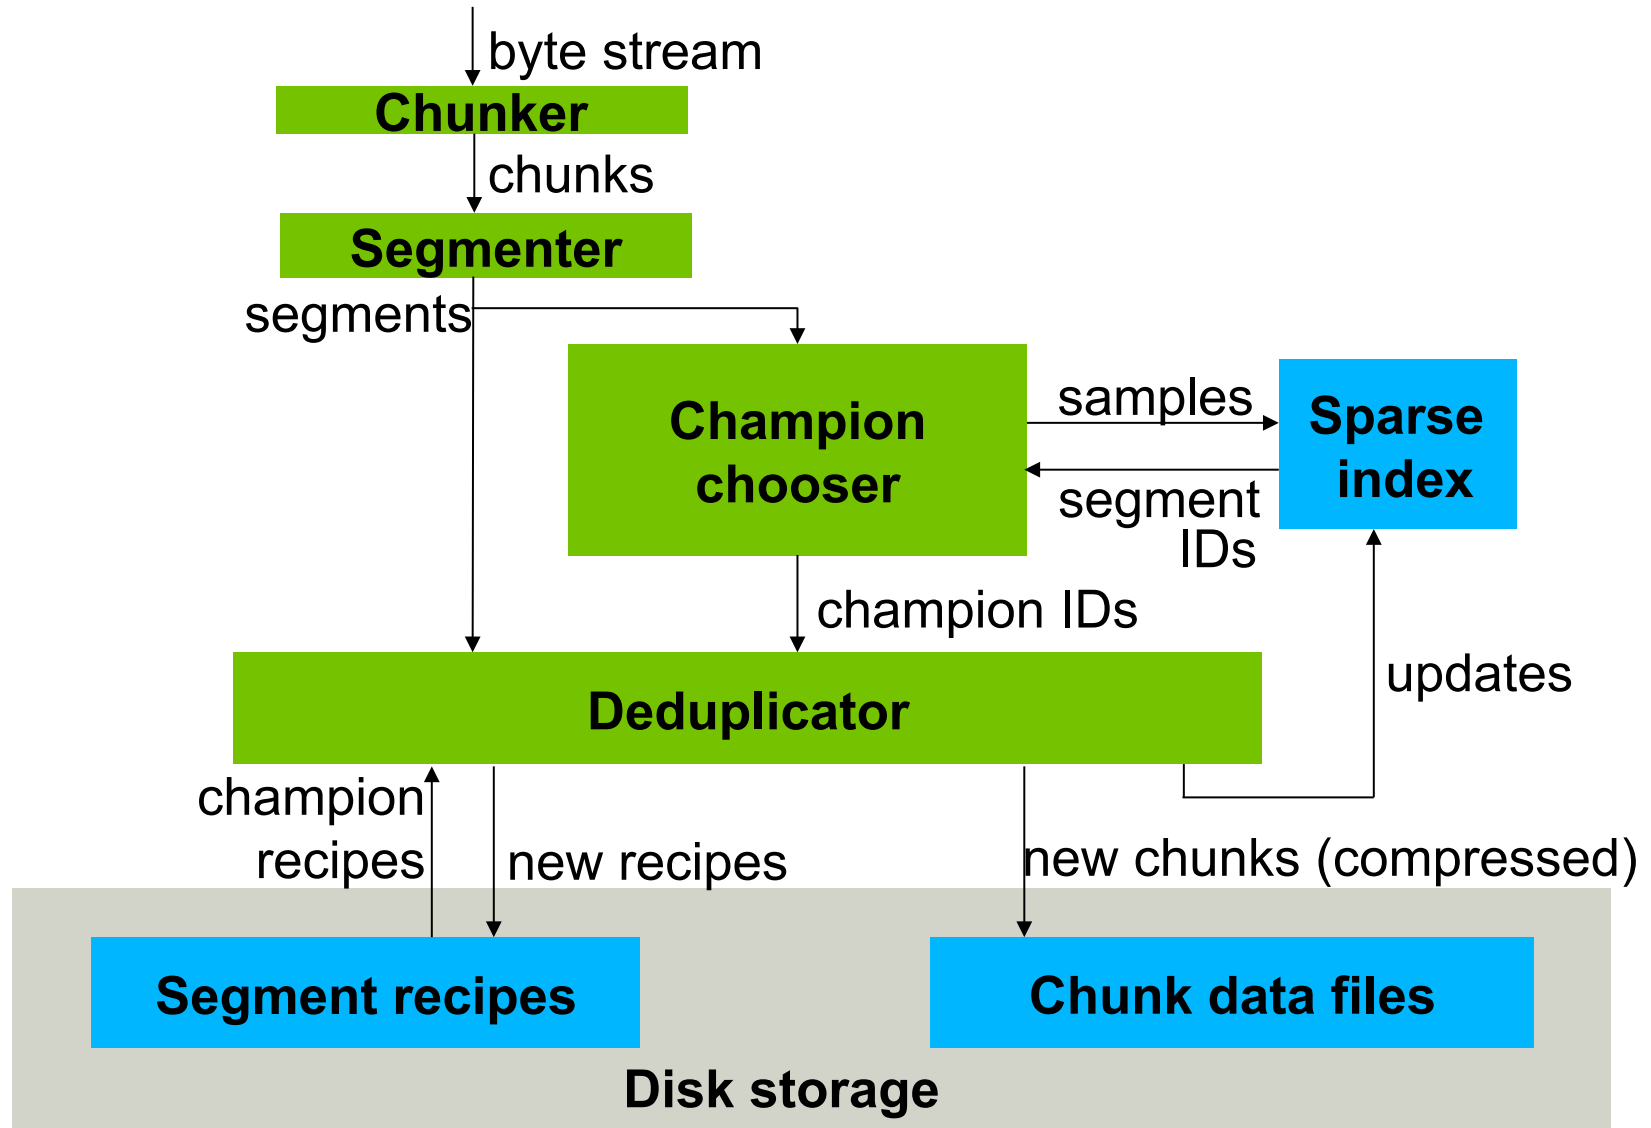 byte stream
Chunker
chunks
Segmenter
segments
Champion
chooser
samples
Sparse
index
segment
IDs
champion IDs
updates
Deduplicator
champion
recipes
new recipes
new chunks (compressed)
Segment recipes
Chunk data files
Disk storage